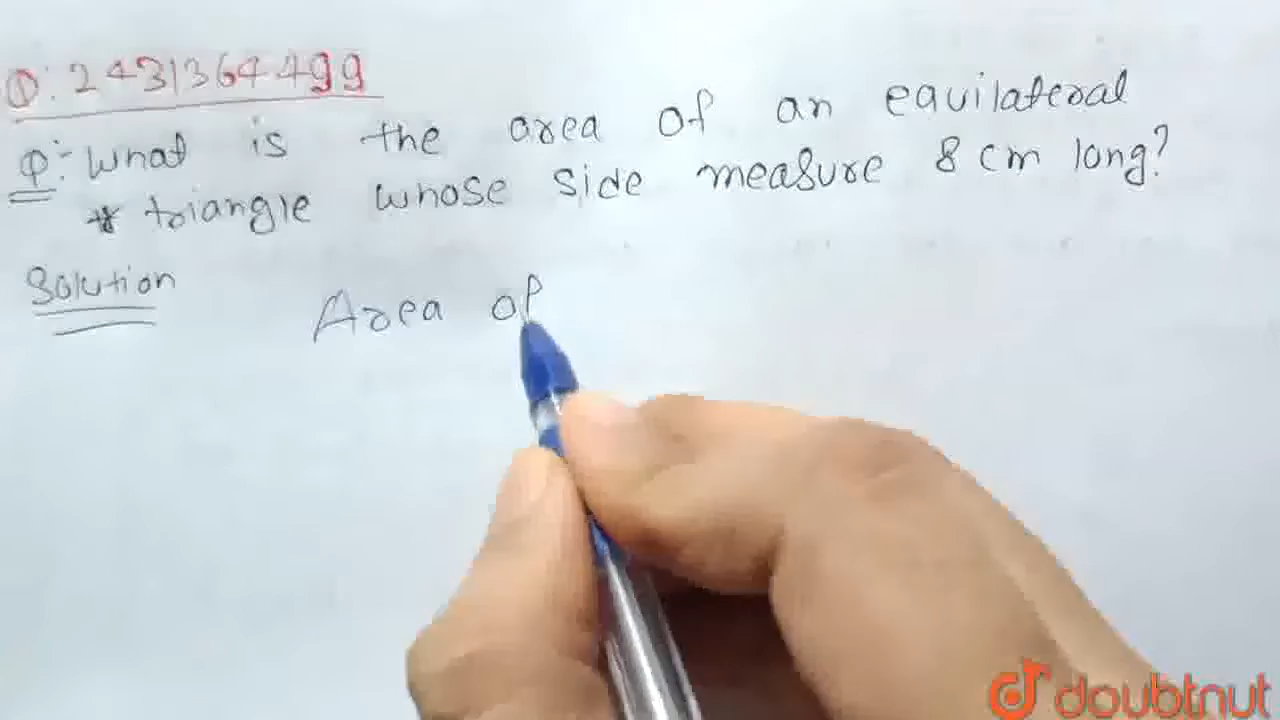 Q: 2431364499
Q:- What is the area of an equilateral
triangle whose side measure 8 cm long?
Solution
Area of
doubtnut